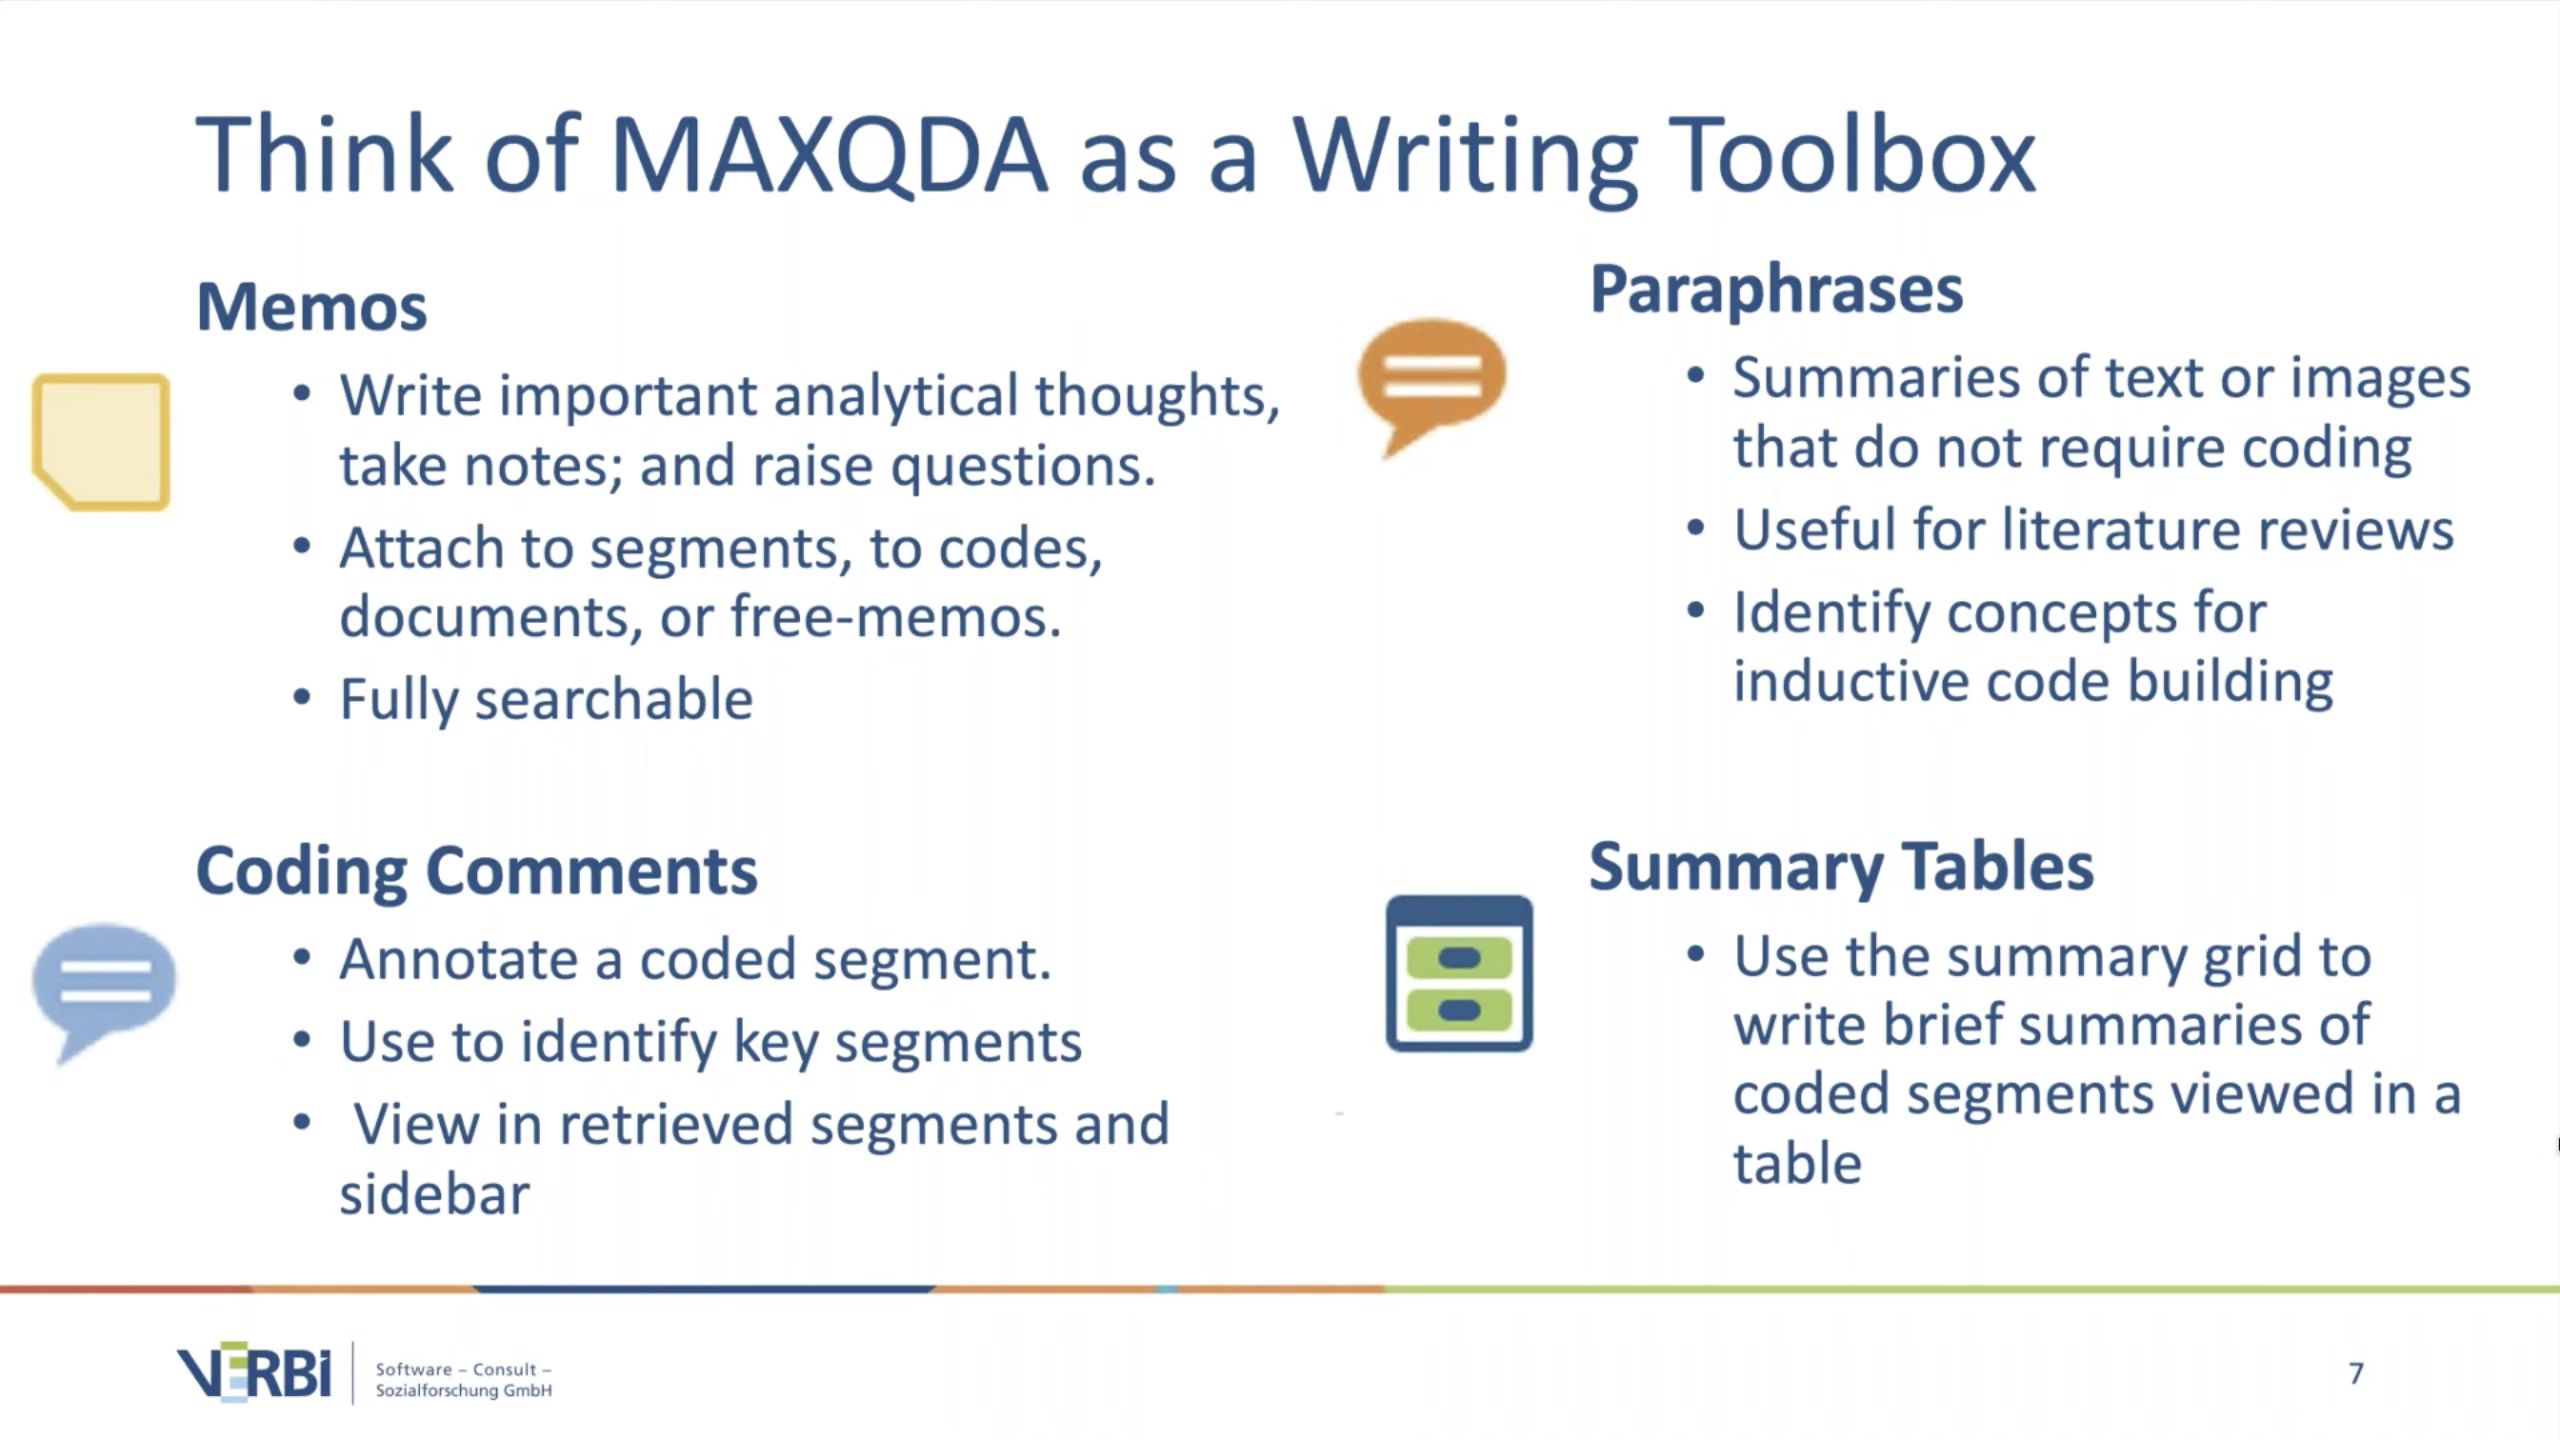 Think of MAXQDA as a Writing Toolbox
Memos
• Write important analytical thoughts,
take notes; and raise questions.
• Attach to segments, to codes,
documents, or free-memos.
• Fully searchable
Coding Comments
• Annotate a coded segment.
• Use to identify key segments
• View in retrieved segments and
sidebar
Paraphrases
• Summaries of text or images
that do not require coding
• Useful for literature reviews
• Identify concepts for
inductive code building
Summary Tables
• Use the summary grid to
write brief summaries of
coded segments viewed in a
table
VERBI
Software – Consult –
Sozialforschung GmbH
7